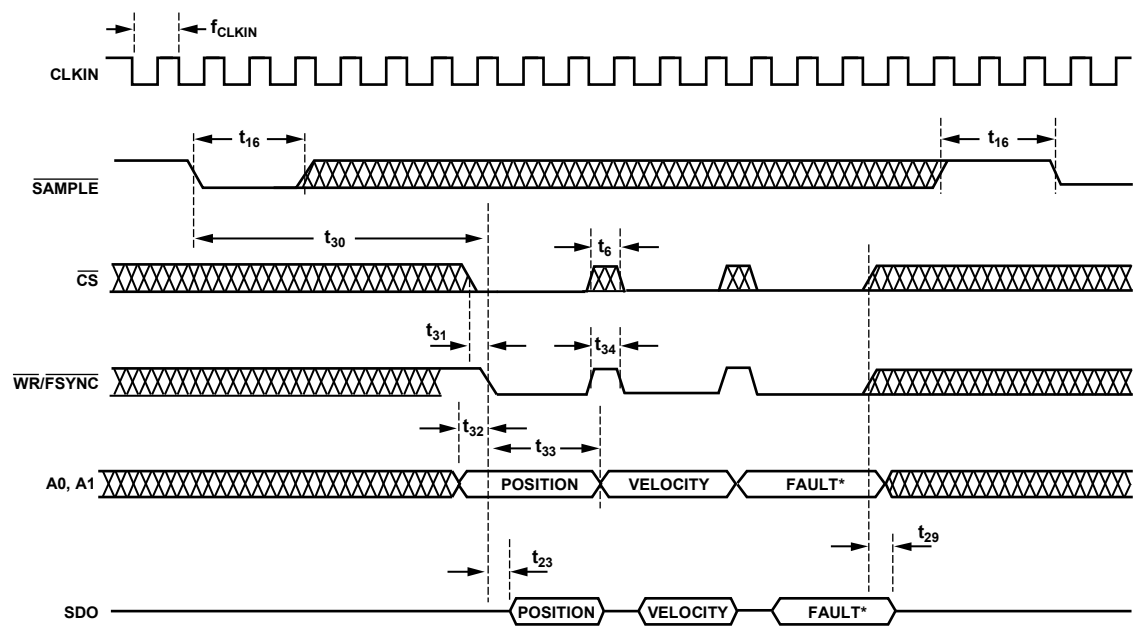 fCLKIN
CLKIN
t16
t16
SAMPLE
t30
t6
CS
t31
t34
WR/FSYNC
t32
t33
A0, A1
POSITION
VELOCITY
FAULT*
t29
t23
SDO
POSITION
VELOCITY
FAULT*